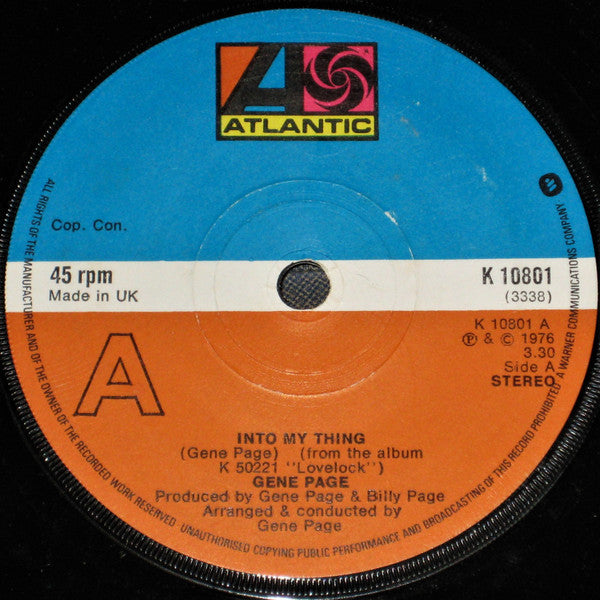 ATLANTIC
Cop. Con.
45 rpm
Made in UK
K 10801
(3338)
A
K 10801 A
Ⓟ & © 1976
3.30
Side A
STEREO
INTO MY THING
(Gene Page) (from the album
K 50221 "Lovelock")
GENE PAGE
Produced by Gene Page & Billy Page
Arranged & conducted by
Gene Page
ALL RIGHTS OF THE MANUFACTURER AND OF THE OWNER OF THE RECORDED WORK RESERVED UNAUTHORISED COPYING PUBLIC PERFORMANCE AND BROADCASTING OF THIS RECORD PROHIBITED A WARNER COMMUNICATIONS COMPANY